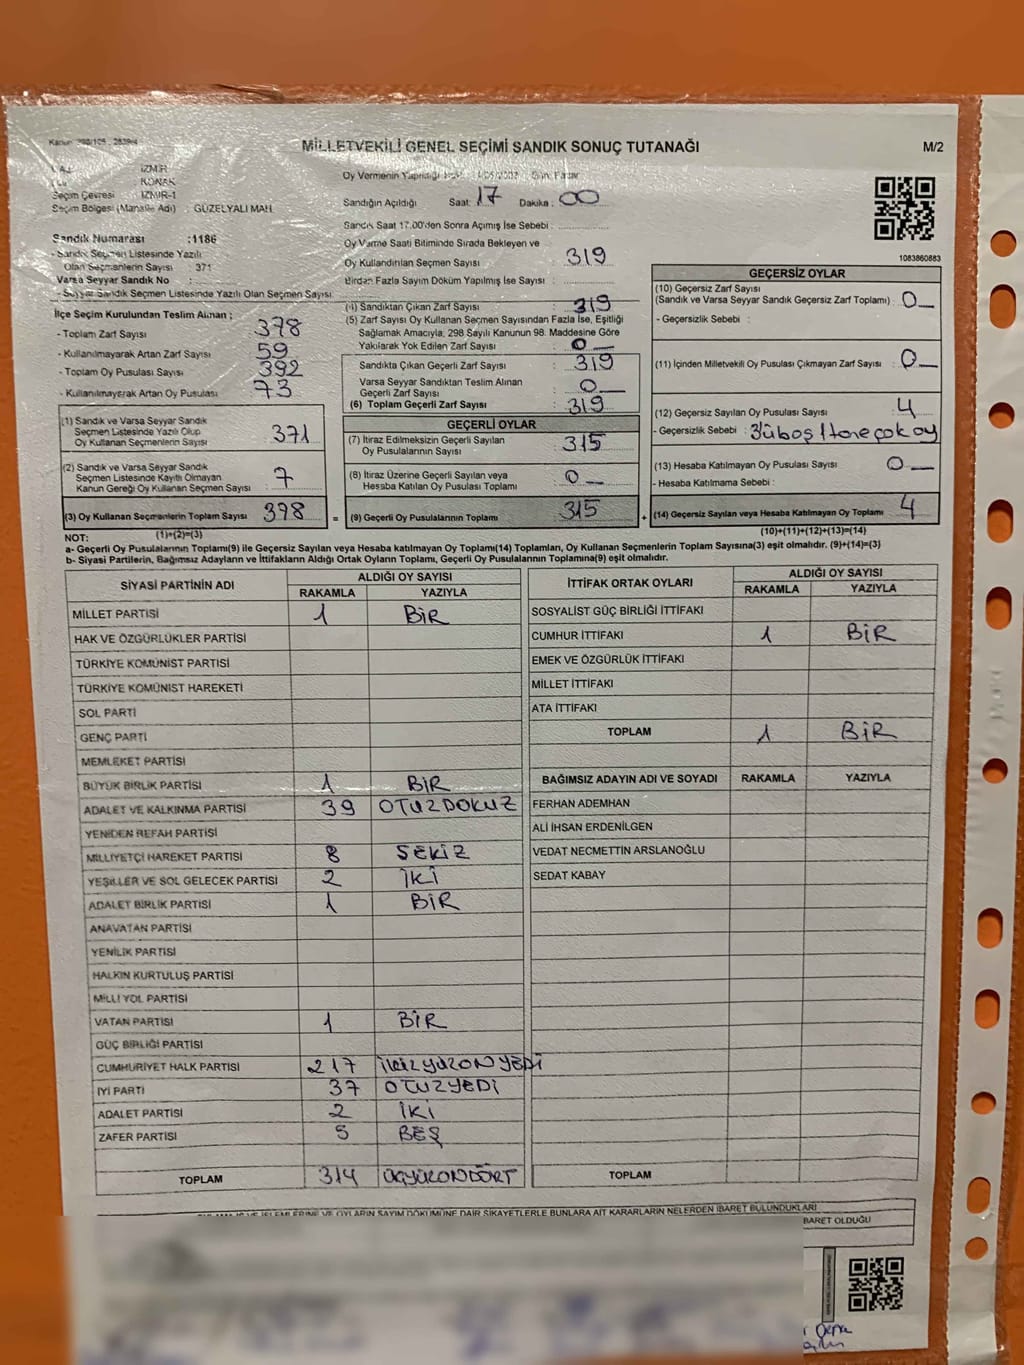 MİLLETVEKİLİ GENEL SEÇİMİ SANDIK SONUÇ TUTANAĞI
M/2
İZMİR
KONAK
Seçim Çevresi : İZMİR-1
Seçim Bölgesi (Mahalle Adı) : GÜZELYALI MAH.
Oy Vermenin Yapıldığı
Sandığın Açıldığı Saat: 17 Dakika : 00
Sandık Saat 17.00'den Sonra Açılmış İse Sebebi :
Sandık Numarası :1186
- Sandık Seçmen Listesinde Yazılı
Olan Seçmenlerin Sayısı : 371
Varsa Seyyar Sandık No :
- Seyyar Sandık Seçmen Listesinde Yazılı Olan Seçmen Sayısı:
Oy Verme Saati Bitiminde Sırada Bekleyen ve
Oy Kullandırılan Seçmen Sayısı : 319
Birden Fazla Sayım Döküm Yapılmış İse Sayısı :
1083860883
İlçe Seçim Kurulundan Teslim Alınan ;
- Toplam Zarf Sayısı : 378
- Kullanılmayarak Artan Zarf Sayısı : 59
- Toplam Oy Pusulası Sayısı : 392
- Kullanılmayarak Artan Oy Pusulası : 73
(4) Sandıktan Çıkan Zarf Sayısı : 319
(5) Zarf Sayısı Oy Kullanan Seçmen Sayısından Fazla İse, Eşitliği
Sağlamak Amacıyla, 298 Sayılı Kanunun 98. Maddesine Göre
Yakılarak Yok Edilen Zarf Sayısı : 0
Sandıkta Çıkan Geçerli Zarf Sayısı : 319
Varsa Seyyar Sandıktan Teslim Alınan
Geçerli Zarf Sayısı : 0
(6) Toplam Geçerli Zarf Sayısı : 319
(1) Sandık ve Varsa Seyyar Sandık
Seçmen Listesinde Yazılı Olup
Oy Kullanan Seçmenlerin Sayısı : 371
(2) Sandık ve Varsa Seyyar Sandık
Seçmen Listesinde Kayıtlı Olmayan
Kanun Gereği Oy Kullanan Seçmen Sayısı : 7
(3) Oy Kullanan Seçmenlerin Toplam Sayısı : 378
(1)+(2)=(3)
GEÇERLİ OYLAR
(7) İtiraz Edilmeksizin Geçerli Sayılan
Oy Pusulalarının Sayısı : 315
(8) İtiraz Üzerine Geçerli Sayılan veya
Hesaba Katılan Oy Pusulası Toplamı : 0
= (9) Geçerli Oy Pusulalarının Toplamı : 315
GEÇERSİZ OYLAR
(10) Geçersiz Zarf Sayısı
(Sandık ve Varsa Seyyar Sandık Geçersiz Zarf Toplamı) : 0
- Geçersizlik Sebebi :
(11) İçinden Milletvekili Oy Pusulası Çıkmayan Zarf Sayısı : 0
(12) Geçersiz Sayılan Oy Pusulası Sayısı : 4
- Geçersizlik Sebebi : 3'ü boş 1 tane çok oy
(13) Hesaba Katılmayan Oy Pusulası Sayısı : 0
- Hesaba Katılmama Sebebi :
+ (14) Geçersiz Sayılan veya Hesaba Katılmayan Oy Toplamı : 4
(10)+(11)+(12)+(13)=(14)
NOT:
a- Geçerli Oy Pusulalarının Toplamı(9) ile Geçersiz Sayılan veya Hesaba katılmayan Oy Toplamı(14) Toplamları, Oy Kullanan Seçmenlerin Toplam Sayısına(3) eşit olmalıdır. (9)+(14)=(3)
b- Siyasi Partilerin, Bağımsız Adayların ve İttifakların Aldığı Ortak Oyların Toplamı, Geçerli Oy Pusulalarının Toplamına(9) eşit olmalıdır.
SİYASİ PARTİNİN ADI ALDIĞI OY SAYISI
RAKAMLA YAZIYLA
MİLLET PARTİSİ 1 BİR
HAK VE ÖZGÜRLÜKLER PARTİSİ
TÜRKİYE KOMÜNİST PARTİSİ
TÜRKİYE KOMÜNİST HAREKETİ
SOL PARTİ
GENÇ PARTİ
MEMLEKET PARTİSİ
BÜYÜK BİRLİK PARTİSİ 1 BİR
ADALET VE KALKINMA PARTİSİ 39 OTUZDOKUZ
YENİDEN REFAH PARTİSİ
MİLLİYETÇİ HAREKET PARTİSİ 8 SEKİZ
YEŞİLLER VE SOL GELECEK PARTİSİ 2 İKİ
ADALET BİRLİK PARTİSİ 1 BİR
ANAVATAN PARTİSİ
YENİLİK PARTİSİ
HALKIN KURTULUŞ PARTİSİ
MİLLİ YOL PARTİSİ
VATAN PARTİSİ 1 BİR
GÜÇ BİRLİĞİ PARTİSİ
CUMHURİYET HALK PARTİSİ 217 İKİZYÜZONYEDİ
İYİ PARTİ 37 OTUZYEDİ
ADALET PARTİSİ 2 İKİ
ZAFER PARTİSİ 5 BEŞ
TOPLAM 314 ÜÇYÜZONDÖRT
İTTİFAK ORTAK OYLARI ALDIĞI OY SAYISI
RAKAMLA YAZIYLA
SOSYALİST GÜÇ BİRLİĞİ İTTİFAKI
CUMHUR İTTİFAKI 1 BİR
EMEK VE ÖZGÜRLÜK İTTİFAKI
MİLLET İTTİFAKI
ATA İTTİFAKI
TOPLAM 1 BİR
BAĞIMSIZ ADAYIN ADI VE SOYADI RAKAMLA YAZIYLA
FERHAN ADEMHAN
ALİ İHSAN ERDENİLGEN
VEDAT NECMETTİN ARSLANOĞLU
SEDAT KABAY
TOPLAM
VE İŞLEMLERİNE VE OYLARIN SAYIM DÖKÜMÜNE DAİR ŞİKAYETLERLE BUNLARA AİT KARARLARIN NELERDEN İBARET BULUNDUKLARI
BARET OLDUĞU